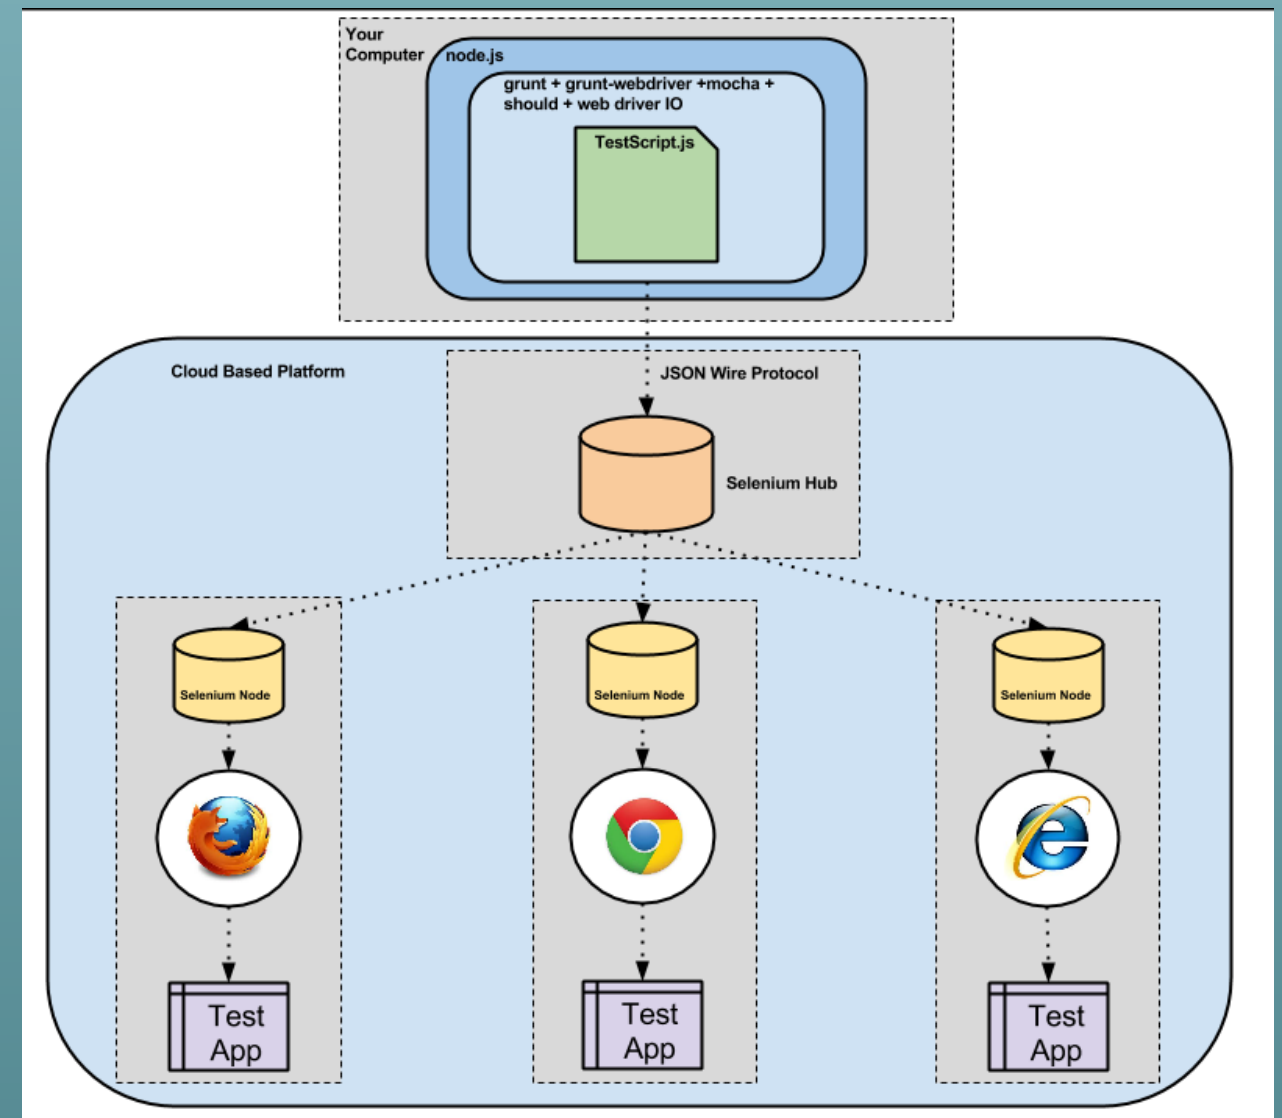 Your
Computer
node.js
grunt + grunt-webdriver +mocha +
should + web driver IO
TestScript.js
Cloud Based Platform
JSON Wire Protocol
Selenium Hub
Selenium Node
Selenium Node
Selenium Node
Test
App
Test
App
Test
App